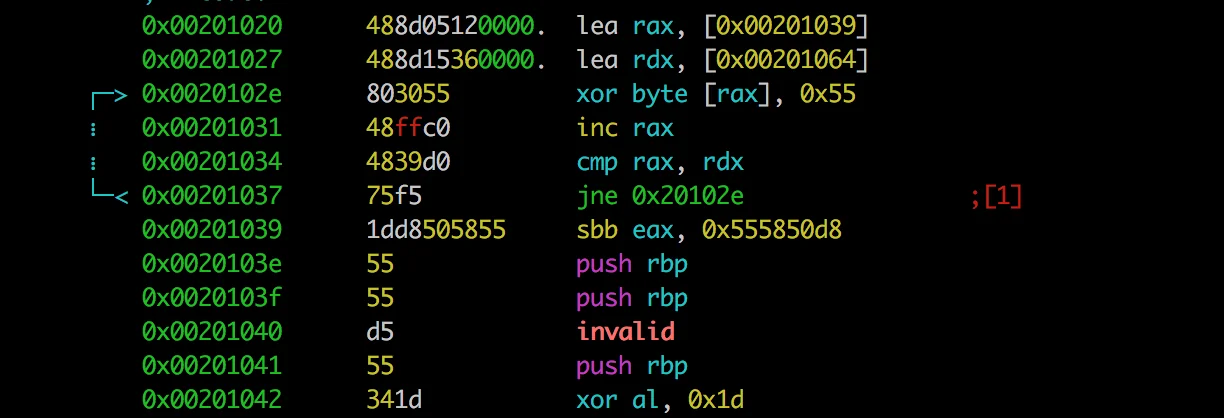 0x00201020 488d05120000. lea rax, [0x00201039]
0x00201027 488d15360000. lea rdx, [0x00201064]
0x0020102e 803055 xor byte [rax], 0x55
0x00201031 48ffc0 inc rax
0x00201034 4839d0 cmp rax, rdx
0x00201037 75f5 jne 0x20102e ;[1]
0x00201039 1dd8505855 sbb eax, 0x555850d8
0x0020103e 55 push rbp
0x0020103f 55 push rbp
0x00201040 d5 invalid
0x00201041 55 push rbp
0x00201042 341d xor al, 0x1d